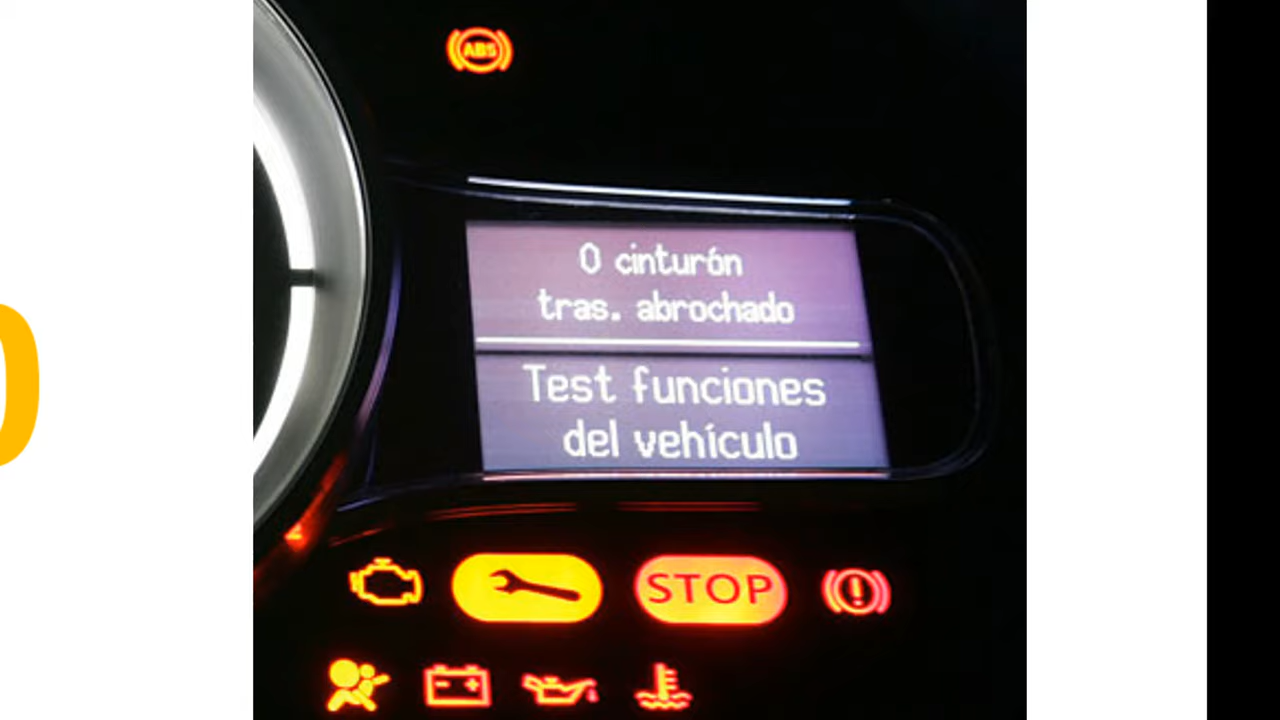 ABS
0 cinturón
tras. abrochado
Test funciones
del vehículo
STOP